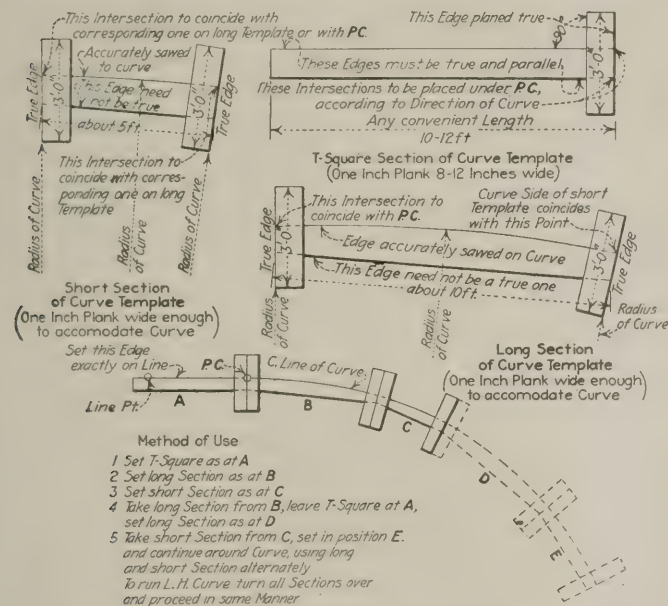 This Intersection to coincide with
corresponding one on long Template or with P.C.
Accurately sawed
to curve
This Edge need
not be true
about 5ft.
True Edge
3'-0"
3'-0"
True Edge
This Intersection to
coincide with corres-
ponding one on long
Template
Radius of Curve
Radius
of Curve
Radius of Curve
Short Section
of Curve Template
(One Inch Plank wide enough
to accomodate Curve)
This Edge planed true
90°
3'-0"
These Edges must be true and parallel
These Intersections to be placed under P.C.,
according to Direction of Curve
Any convenient Length
10-12ft
T-Square Section of Curve Template
(One Inch Plank 8-12 Inches wide)
This Intersection to
coincide with P.C.
Curve Side of short
Template coincides
with this Point
True Edge
3'-0"
Edge accurately sawed on Curve
This Edge need not be a true one
about 10ft.
3'-0"
True Edge
Radius
of Curve
Radius
of Curve
Radius
of Curve
Long Section
of Curve Template
(One Inch Plank wide enough
to accomodate Curve)
Set this Edge
exactly on Line
P.C.
C. Line of Curve
Line Pt.
A
B
C
D
E
Method of Use
1 Set T-Square as at A
2 Set long Section as at B
3 Set short Section as at C
4 Take long Section from B, leave T-Square at A,
set long Section as at D
5 Take short Section from C, set in position E.
and continue around Curve, using long
and short Section alternately
To run L.H. Curve turn all Sections over
and proceed in same Manner